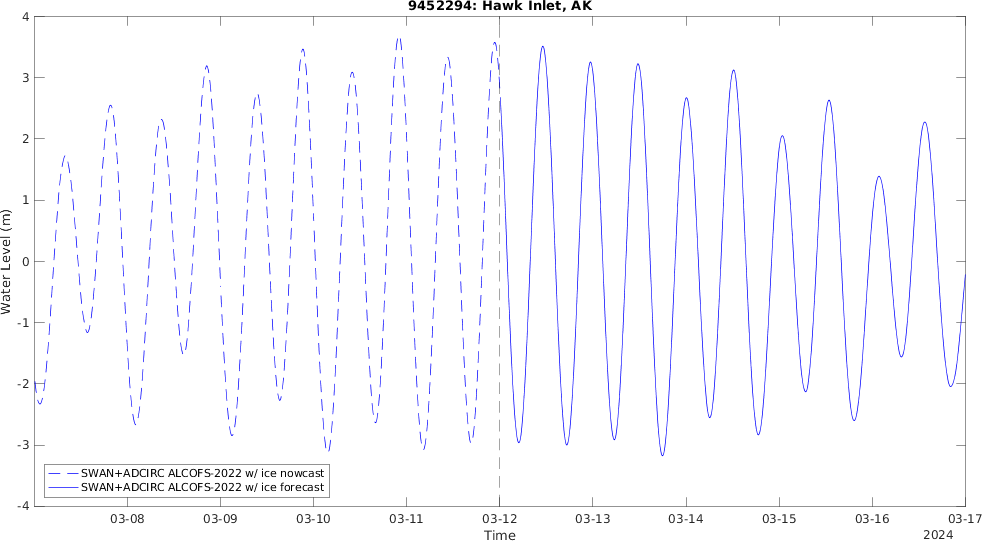 9452294: Hawk Inlet, AK
4
3
2
1
0
-1
-2
-3
-4
Water Level (m)
SWAN+ADCIRC ALCOFS-2022 w/ ice nowcast
SWAN+ADCIRC ALCOFS-2022 w/ ice forecast
03-08 03-09 03-10 03-11 03-12 03-13 03-14 03-15 03-16 03-17
Time
2024